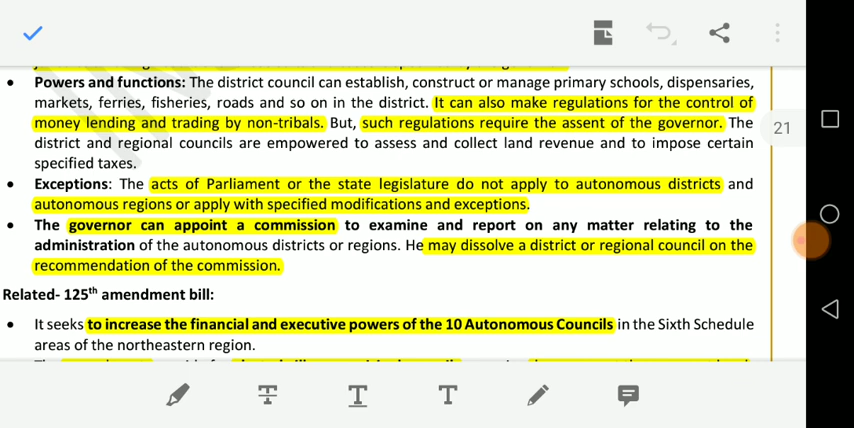 • Powers and functions: The district council can establish, construct or manage primary schools, dispensaries,
markets, ferries, fisheries, roads and so on in the district. It can also make regulations for the control of
money lending and trading by non-tribals. But, such regulations require the assent of the governor. The
21
district and regional councils are empowered to assess and collect land revenue and to impose certain
specified taxes.
• Exceptions: The acts of Parliament or the state legislature do not apply to autonomous districts and
autonomous regions or apply with specified modifications and exceptions.
• The governor can appoint a commission to examine and report on any matter relating to the
administration of the autonomous districts or regions. He may dissolve a district or regional council on the
recommendation of the commission.
Related- 125th amendment bill:
• It seeks to increase the financial and executive powers of the 10 Autonomous Councils in the Sixth Schedule
areas of the northeastern region.
T
T
T